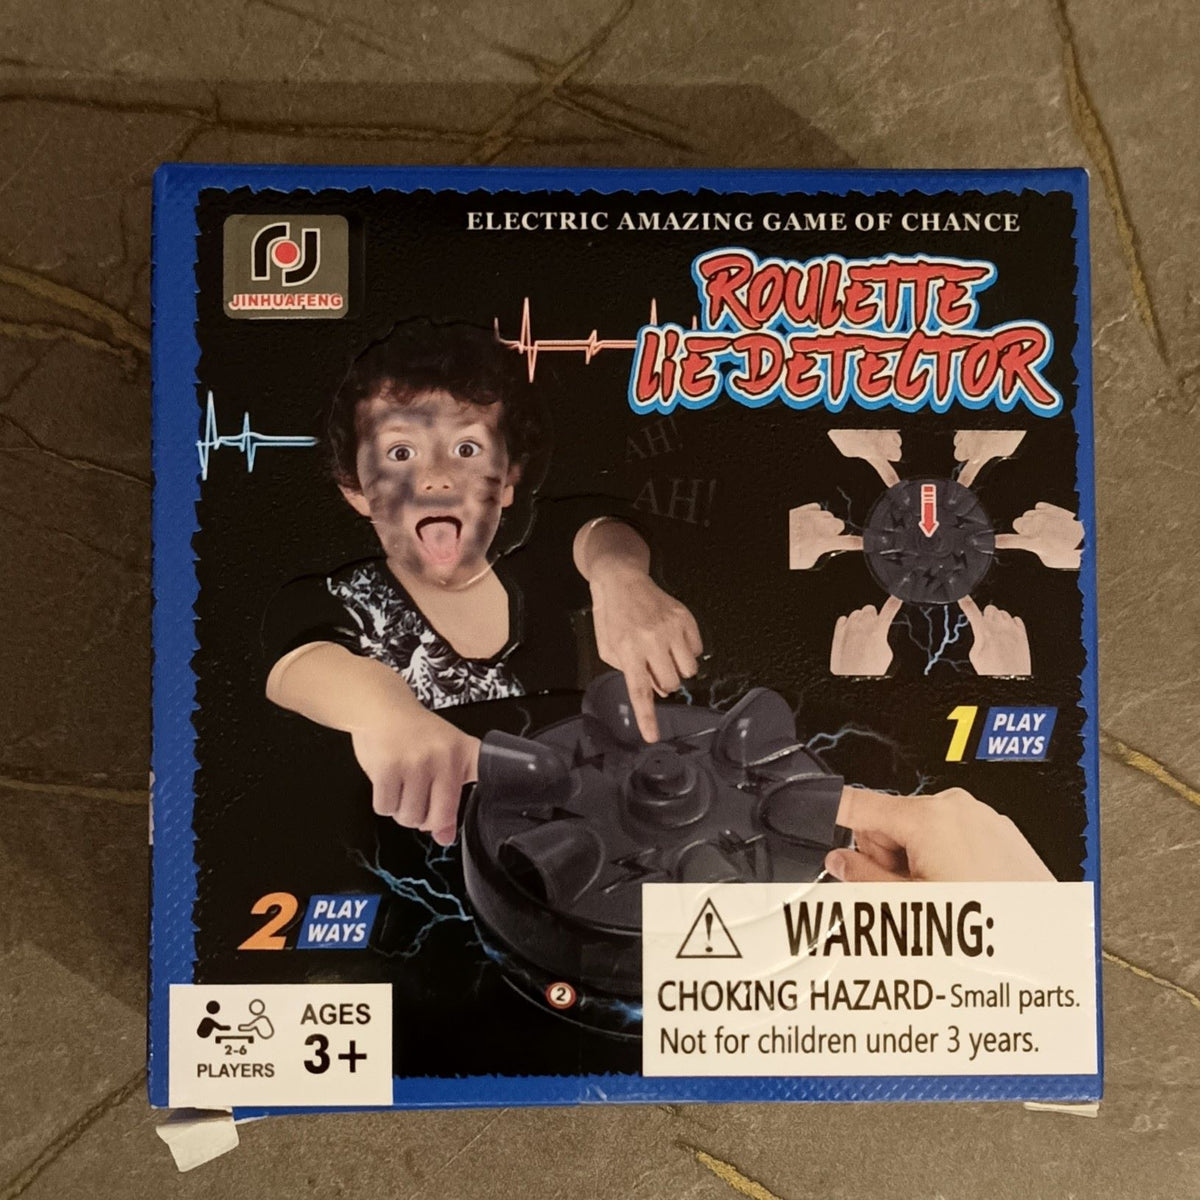 ELECTRIC AMAZING GAME OF CHANCE
JINHUAFENG
ROULETTE
LiE DETECTOR
AH!
AH!
1 PLAY
WAYS
2 PLAY
WAYS
2
2-6
PLAYERS
AGES
3+
WARNING:
CHOKING HAZARD-Small parts.
Not for children under 3 years.